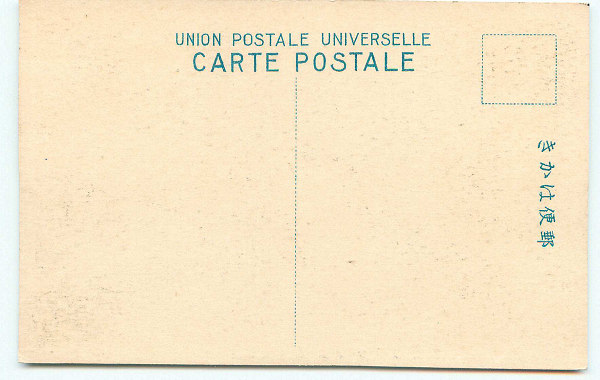 UNION POSTALE UNIVERSELLE
CARTE POSTALE
きかは便郵